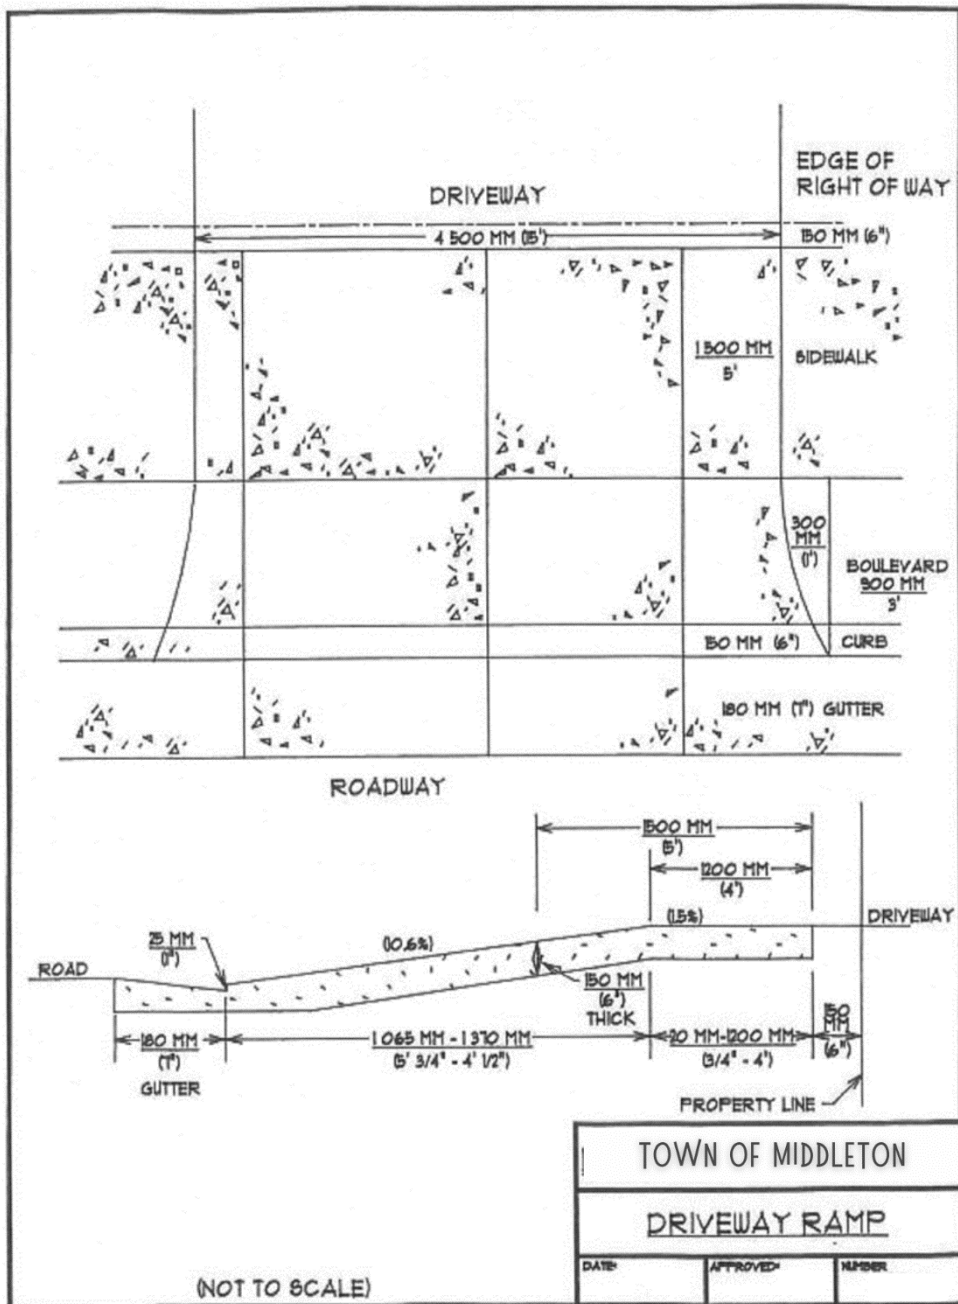 EDGE OF
RIGHT OF WAY
DRIVEWAY
4 500 MM (15')
150 MM (6")
1 500 MM
5'
SIDEWALK
300
MM
(1')
BOULEVARD
900 MM
3'
150 MM (6")
CURB
180 MM (7") GUTTER
ROADWAY
1500 MM
(5')
1200 MM
(4')
DRIVEWAY
(1.5%)
25 MM
(1")
(10.6%)
ROAD
150 MM
(6")
THICK
180 MM
(7")
GUTTER
1 065 MM - 1 370 MM
(5' 3/4" - 4' 1/2")
20 MM-1200 MM
(3/4" - 4')
150
MM
(6")
PROPERTY LINE
TOWN OF MIDDLETON
DRIVEWAY RAMP
DATE:
APPROVED:
NUMBER
(NOT TO SCALE)